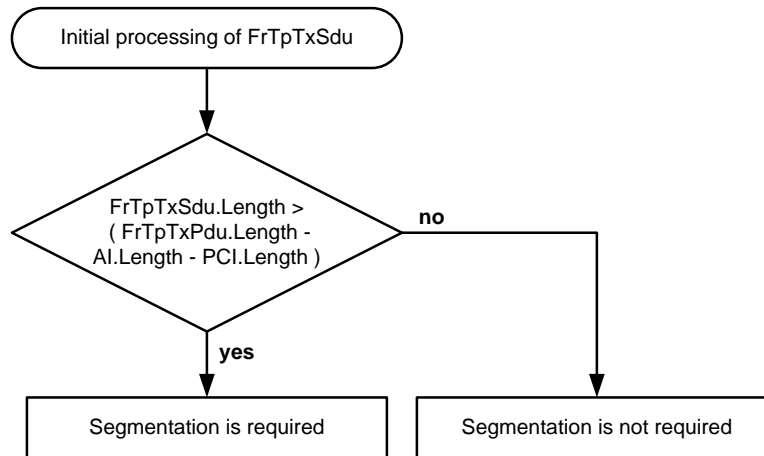 Initial processing of FrTpTxSdu
FrTpTxSdu.Length >
( FrTpTxPdu.Length -
AI.Length - PCI.Length )
no
yes
Segmentation is required
Segmentation is not required